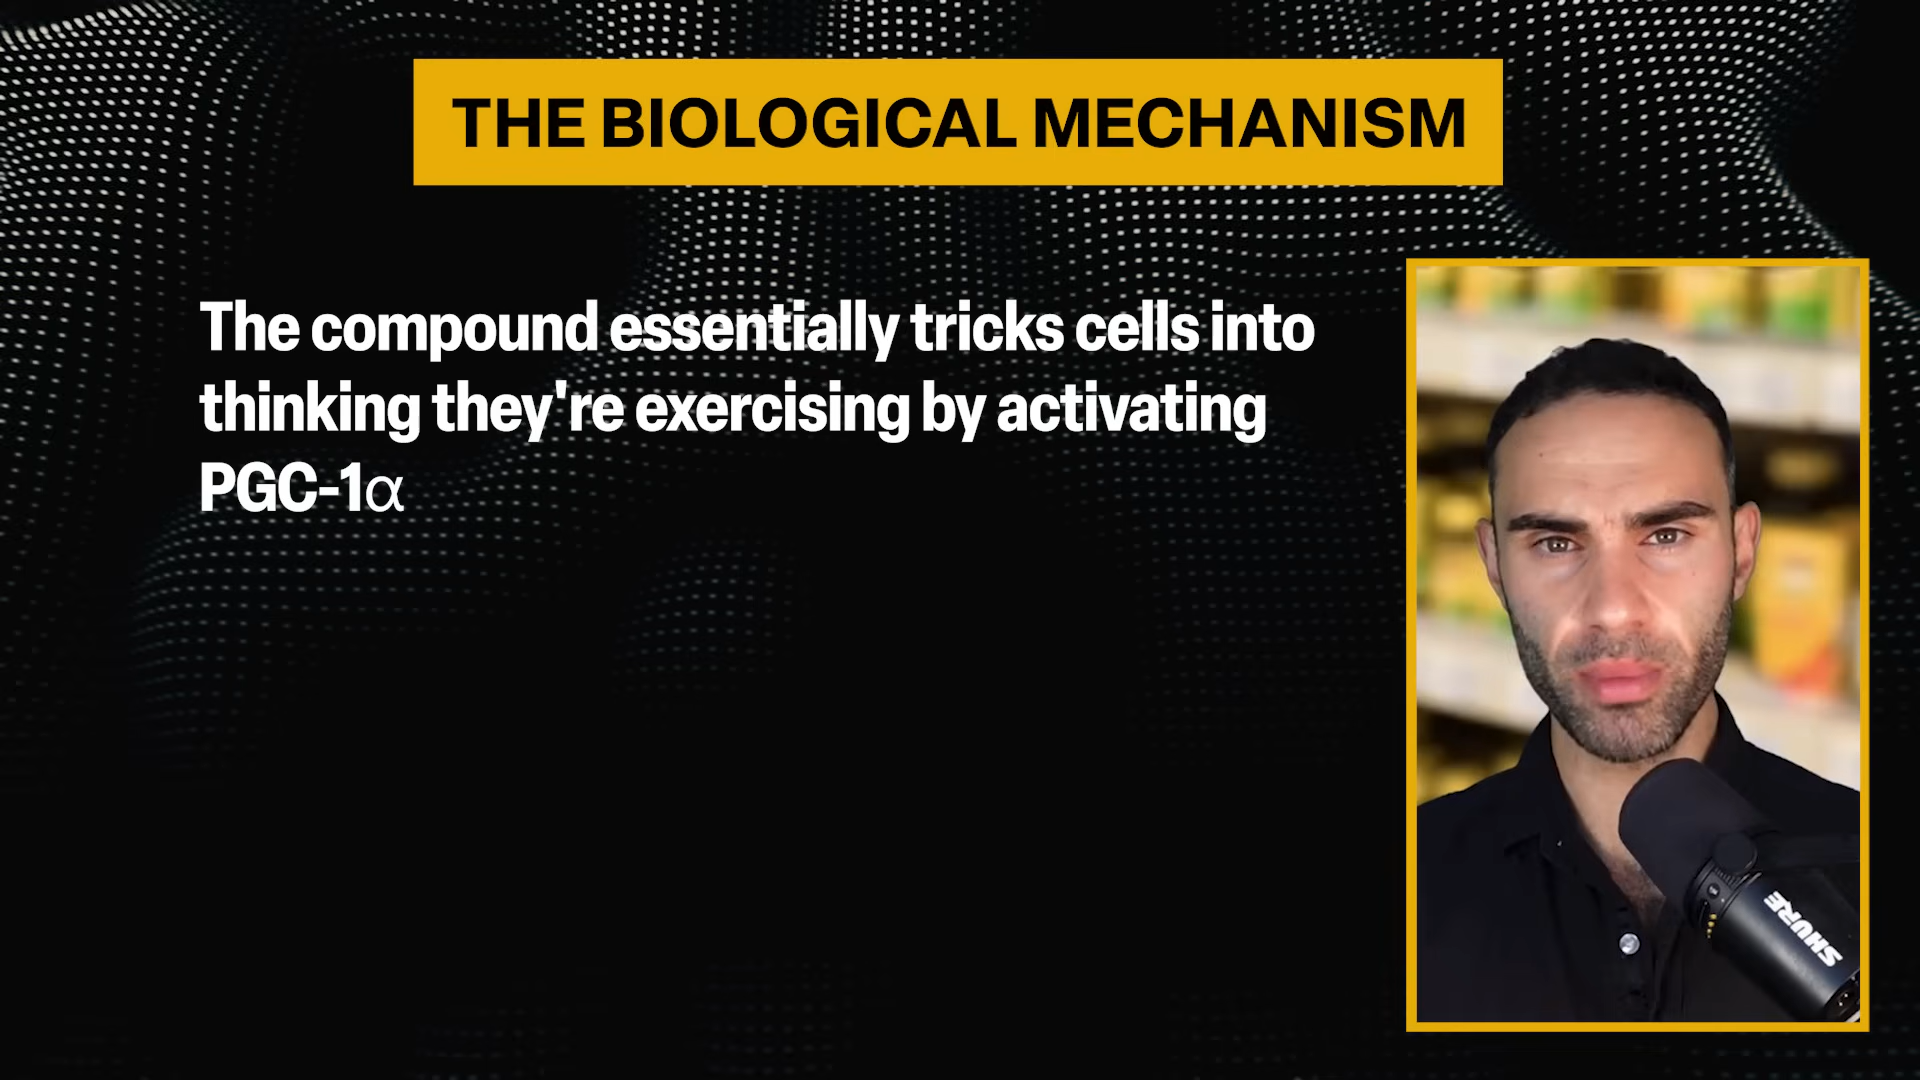 THE BIOLOGICAL MECHANISM
The compound essentially tricks cells into
thinking they're exercising by activating
PGC-1α
SHURE